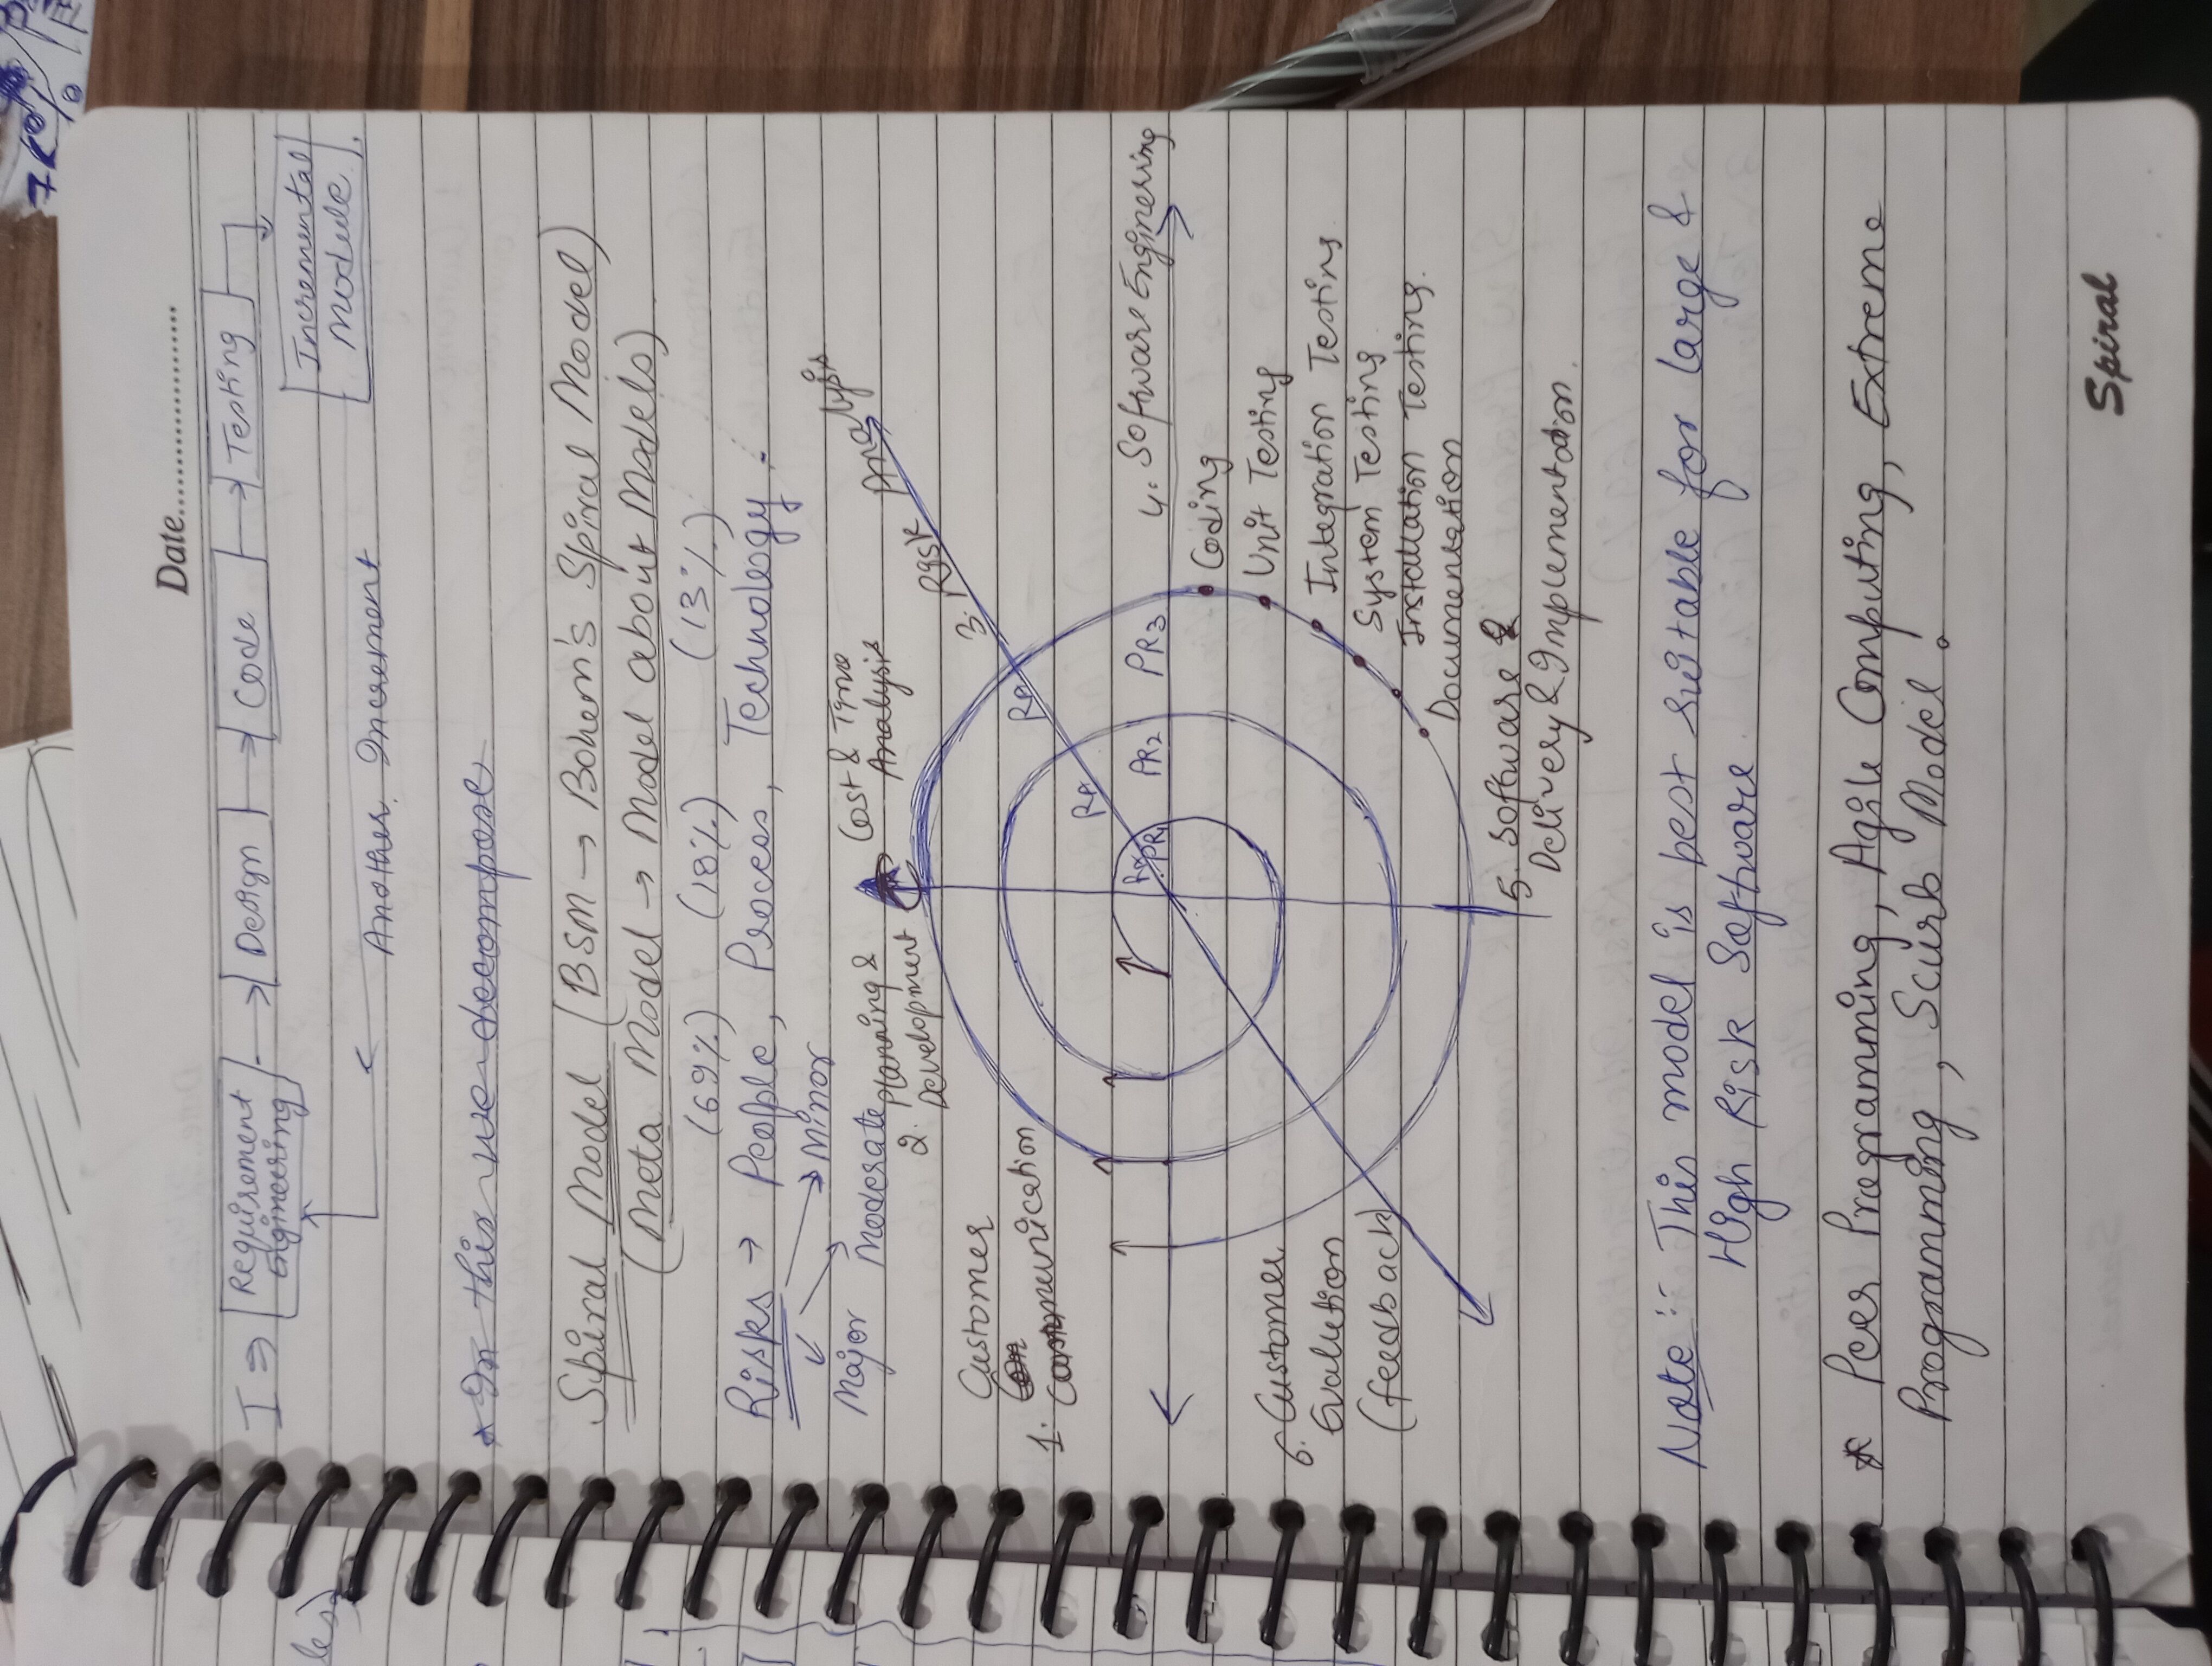 Date
I ⇒ Requirement Engineering → Design → Code → Testing
Incremental
Module.
Another Increment
* In this we decompose
Spiral Model (BSM → Bohem's Spiral Model)
(Meta Model → Model about Models)
(69%) (18%) (13%)
Risks → People, Process, Technology.
Major Moderate Minor
Cost & Time
Analysis
2. planning &
Development
3. Risk Analysis
Customer
1. Communication
RA
RA
RA
PR1 PR2 PR3
4. Software Enginerring
Coding
Unit Testing
Integration Testing
System Testing
Installation Testing.
Documenation
6. Customer
Evalution
(feedback)
5. Software &
Delivery & Implementation.
Note :- This model is best suitable for large &
High Risk Software
* Peer Programming, Agile Computing, Extreme
Programming, Scurb Model.
Spiral